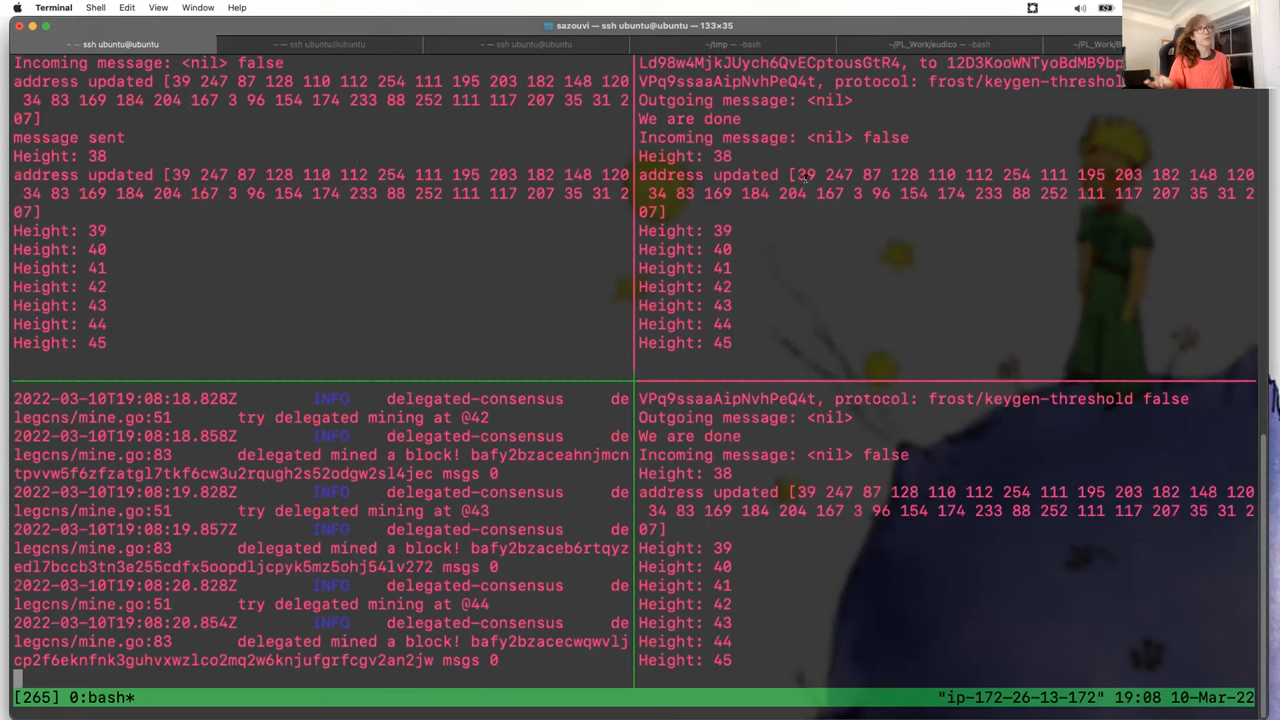 Terminal Shell Edit View Window Help
sazouvi — ssh ubuntu@ubuntu — 133×35
~ — ssh ubuntu@ubuntu
~ — ssh ubuntu@ubuntu
~ — ssh ubuntu@ubuntu
~/tmp — -bash
~/PL_Work/eudico — -bash
Incoming message: <nil> false
address updated [39 247 87 128 110 112 254 111 195 203 182 148 120
34 83 169 184 204 167 3 96 154 174 233 88 252 111 117 207 35 31 2
07]
message sent
Height: 38
address updated [39 247 87 128 110 112 254 111 195 203 182 148 120
34 83 169 184 204 167 3 96 154 174 233 88 252 111 117 207 35 31 2
07]
Height: 39
Height: 40
Height: 41
Height: 42
Height: 43
Height: 44
Height: 45
Ld98w4MjkJUych6QvECptousGtR4, to 12D3KooWNTyoBdMB9bp
VPq9ssaaAipNvhPeQ4t, protocol: frost/keygen-threshol
Outgoing message: <nil>
We are done
Incoming message: <nil> false
Height: 38
address updated [39 247 87 128 110 112 254 111 195 203 182 148 120
34 83 169 184 204 167 3 96 154 174 233 88 252 111 117 207 35 31 2
07]
Height: 39
Height: 40
Height: 41
Height: 42
Height: 43
Height: 44
Height: 45
2022-03-10T19:08:18.828Z INFO delegated-consensus de
legcns/mine.go:51 try delegated mining at @42
2022-03-10T19:08:18.858Z INFO delegated-consensus de
legcns/mine.go:83 delegated mined a block! bafy2bzaceahnjmcn
tpvvw5f6zfzatgl7tkf6cw3u2rqugh2s52odgw2sl4jec msgs 0
2022-03-10T19:08:19.828Z INFO delegated-consensus de
legcns/mine.go:51 try delegated mining at @43
2022-03-10T19:08:19.857Z INFO delegated-consensus de
legcns/mine.go:83 delegated mined a block! bafy2bzaceb6rtqyz
edl7bccb3tn3e255cdfx5oopdljcpyk5mz5ohj54lv272 msgs 0
2022-03-10T19:08:20.828Z INFO delegated-consensus de
legcns/mine.go:51 try delegated mining at @44
2022-03-10T19:08:20.854Z INFO delegated-consensus de
legcns/mine.go:83 delegated mined a block! bafy2bzacecwqwvlj
cp2f6eknfnk3guhvxwzlco2mq2w6knjufgrfcgv2an2jw msgs 0
VPq9ssaaAipNvhPeQ4t, protocol: frost/keygen-threshold false
Outgoing message: <nil>
We are done
Incoming message: <nil> false
Height: 38
address updated [39 247 87 128 110 112 254 111 195 203 182 148 120
34 83 169 184 204 167 3 96 154 174 233 88 252 111 117 207 35 31 2
07]
Height: 39
Height: 40
Height: 41
Height: 42
Height: 43
Height: 44
Height: 45
[265] 0:bash* "ip-172-26-13-172" 19:08 10-Mar-22